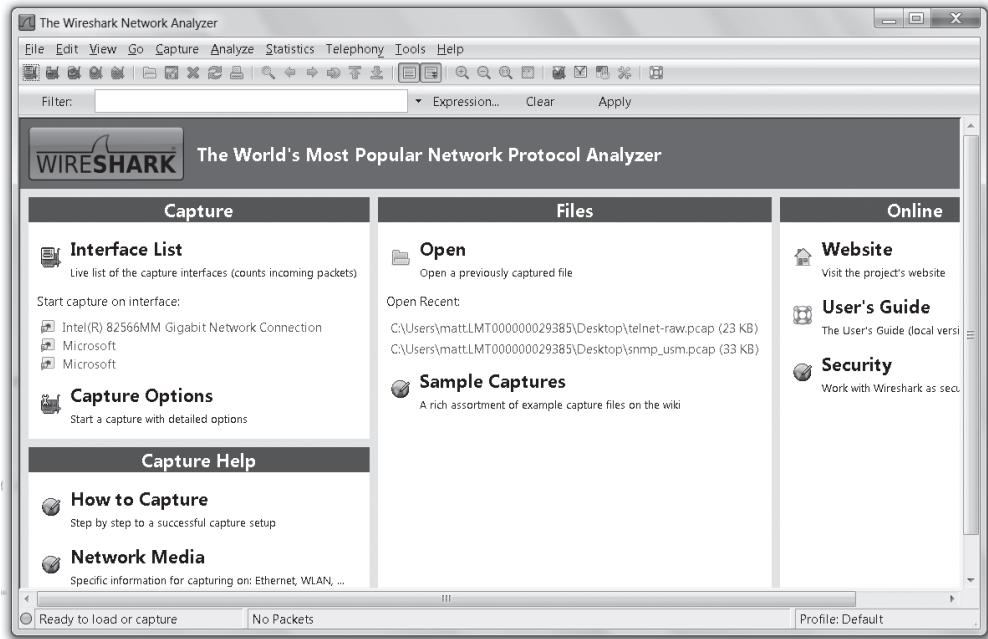 The Wireshark Network Analyzer
File Edit View Go Capture Analyze Statistics Telephony Tools Help
Filter: Expression... Clear Apply
WIRESHARK The World's Most Popular Network Protocol Analyzer
Capture
Interface List
Live list of the capture interfaces (counts incoming packets)
Start capture on interface:
Intel(R) 82566MM Gigabit Network Connection
Microsoft
Microsoft
Capture Options
Start a capture with detailed options
Capture Help
How to Capture
Step by step to a successful capture setup
Network Media
Specific information for capturing on: Ethernet, WLAN, ...
Files
Open
Open a previously captured file
Open Recent:
C:\Users\matt.LMT000000029385\Desktop\telnet-raw.pcap (23 KB)
C:\Users\matt.LMT000000029385\Desktop\snmp_usm.pcap (33 KB)
Sample Captures
A rich assortment of example capture files on the wiki
Online
Website
Visit the project's website
User's Guide
The User's Guide (local versi
Security
Work with Wireshark as secu
Ready to load or capture No Packets Profile: Default